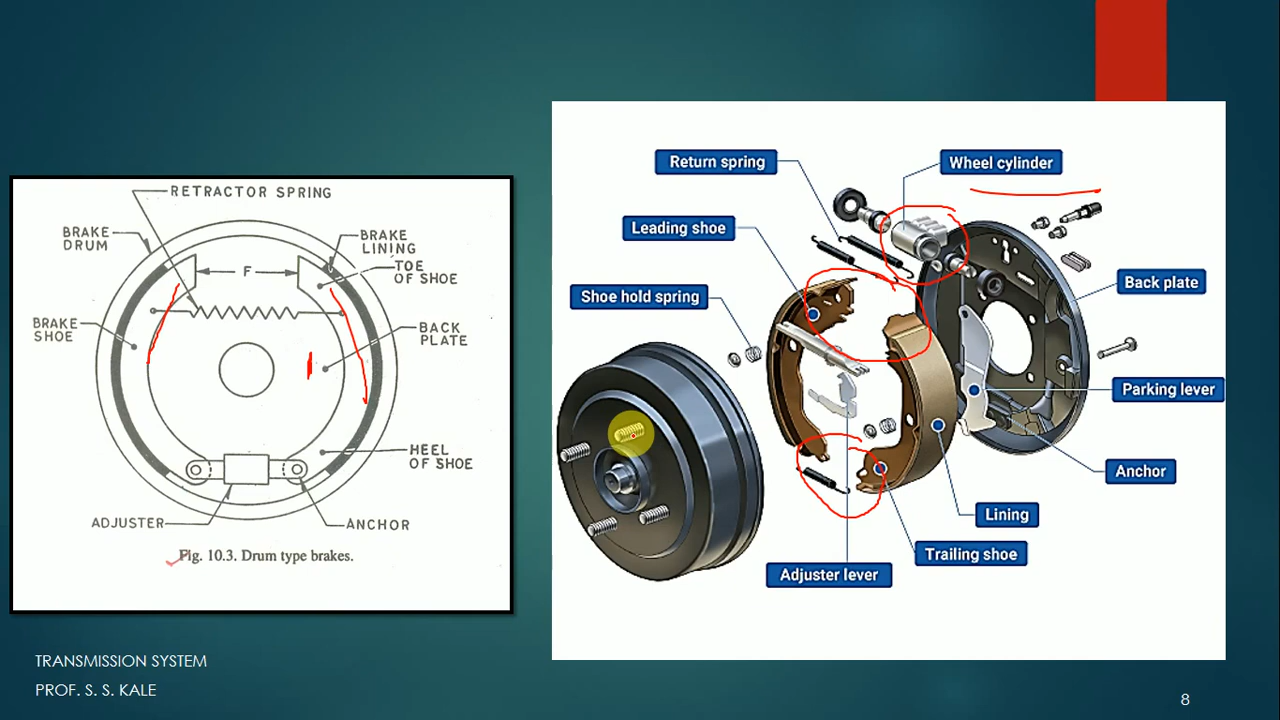 RETRACTOR SPRING
BRAKE
DRUM
BRAKE
LINING
TOE
OF SHOE
F
BRAKE
SHOE
BACK
PLATE
HEEL
OF SHOE
ADJUSTER
ANCHOR
Fig. 10.3. Drum type brakes.
Return spring
Wheel cylinder
Leading shoe
Shoe hold spring
Back plate
Parking lever
Anchor
Lining
Trailing shoe
Adjuster lever
TRANSMISSION SYSTEM
PROF. S. S. KALE
8